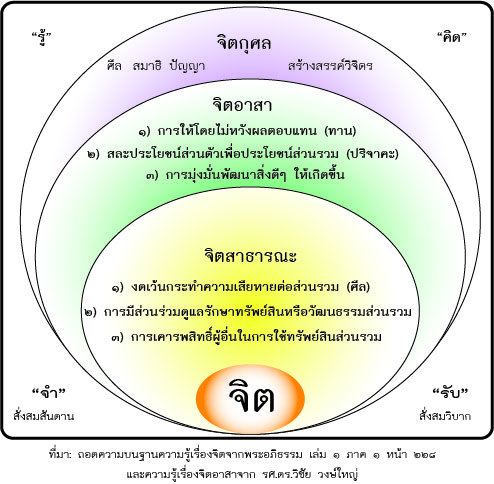 “รู้” “คิด”
จิตกุศล
ศีล สมาธิ ปัญญา สร้างสรรค์วิจิตร
จิตอาสา
๑) การให้โดยไม่หวังผลตอบแทน (ทาน)
๒) สละประโยชน์ส่วนตัวเพื่อประโยชน์ส่วนรวม (ปริจาคะ)
๓) การมุ่งมั่นพัฒนาสิ่งดีๆ ให้เกิดขึ้น
จิตสาธารณะ
๑) งดเว้นกระทำความเสียหายต่อส่วนรวม (ศีล)
๒) การมีส่วนร่วมดูแลรักษาทรัพย์สินหรือวัฒนธรรมส่วนรวม
๓) การเคารพสิทธิ์ผู้อื่นในการใช้ทรัพย์สินส่วนรวม
จิต
“จำ” “รับ”
สั่งสมสันดาน สั่งสมวิบาก
ที่มา: ถอดความบนฐานความรู้เรื่องจิตจากพระอภิธรรม เล่ม ๑ ภาค ๑ หน้า ๒๒๘
และความรู้เรื่องจิตอาสาจาก รศ.ดร.วิชัย วงษ์ใหญ่